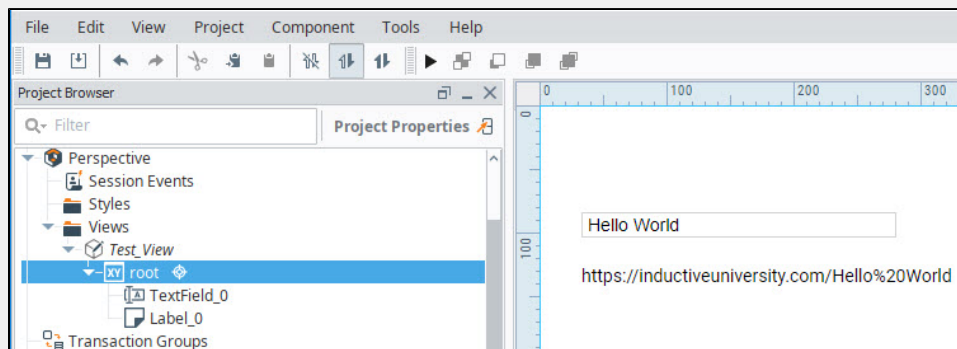 File Edit View Project Component Tools Help
Project Browser
Filter
Project Properties
Perspective
Session Events
Styles
Views
Test_View
XY root
A TextField_0
Label_0
Transaction Groups
0 100 200 300
0
100
Hello World
https://inductiveuniversity.com/Hello%20World